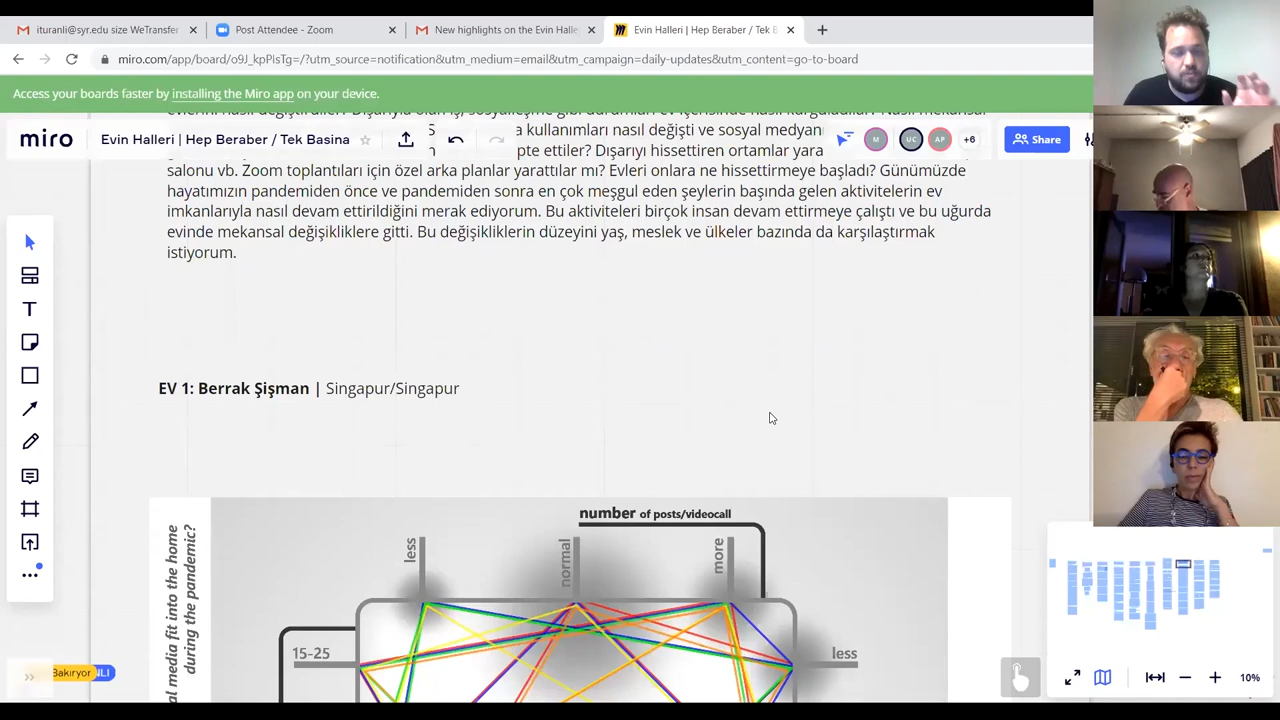 ituranli@syr.edu size WeTransfer
Post Attendee - Zoom
New highlights on the Evin Halle
Evin Halleri | Hep Beraber / Tek B
miro.com/app/board/o9J_kpPlsTg=/?utm_source=notification&utm_medium=email&utm_campaign=daily-updates&utm_content=go-to-board
Access your boards faster by installing the Miro app on your device.
miro
Evin Halleri | Hep Beraber / Tek Basina
M
UC
AP
+6
Share
a kullanımları nasıl değişti ve sosyal medyan
pte ettiler? Dışarıyı hissettiren ortamlar yara
salonu vb. Zoom toplantıları için özel arka planlar yarattılar mı? Evleri onlara ne hissettirmeye başladı? Günümüzde
hayatımızın pandemiden önce ve pandemiden sonra en çok meşgul eden şeylerin başında gelen aktivitelerin ev
imkanlarıyla nasıl devam ettirildiğini merak ediyorum. Bu aktiviteleri birçok insan devam ettirmeye çalıştı ve bu uğurda
evinde mekansal değişikliklere gitti. Bu değişikliklerin düzeyini yaş, meslek ve ülkeler bazında da karşılaştırmak
istiyorum.
EV 1: Berrak Şişman | Singapur/Singapur
number of posts/videocall
less
normal
more
al media fit into the home
during the pandemic?
15-25
less
Bakıryor
NLI
10%